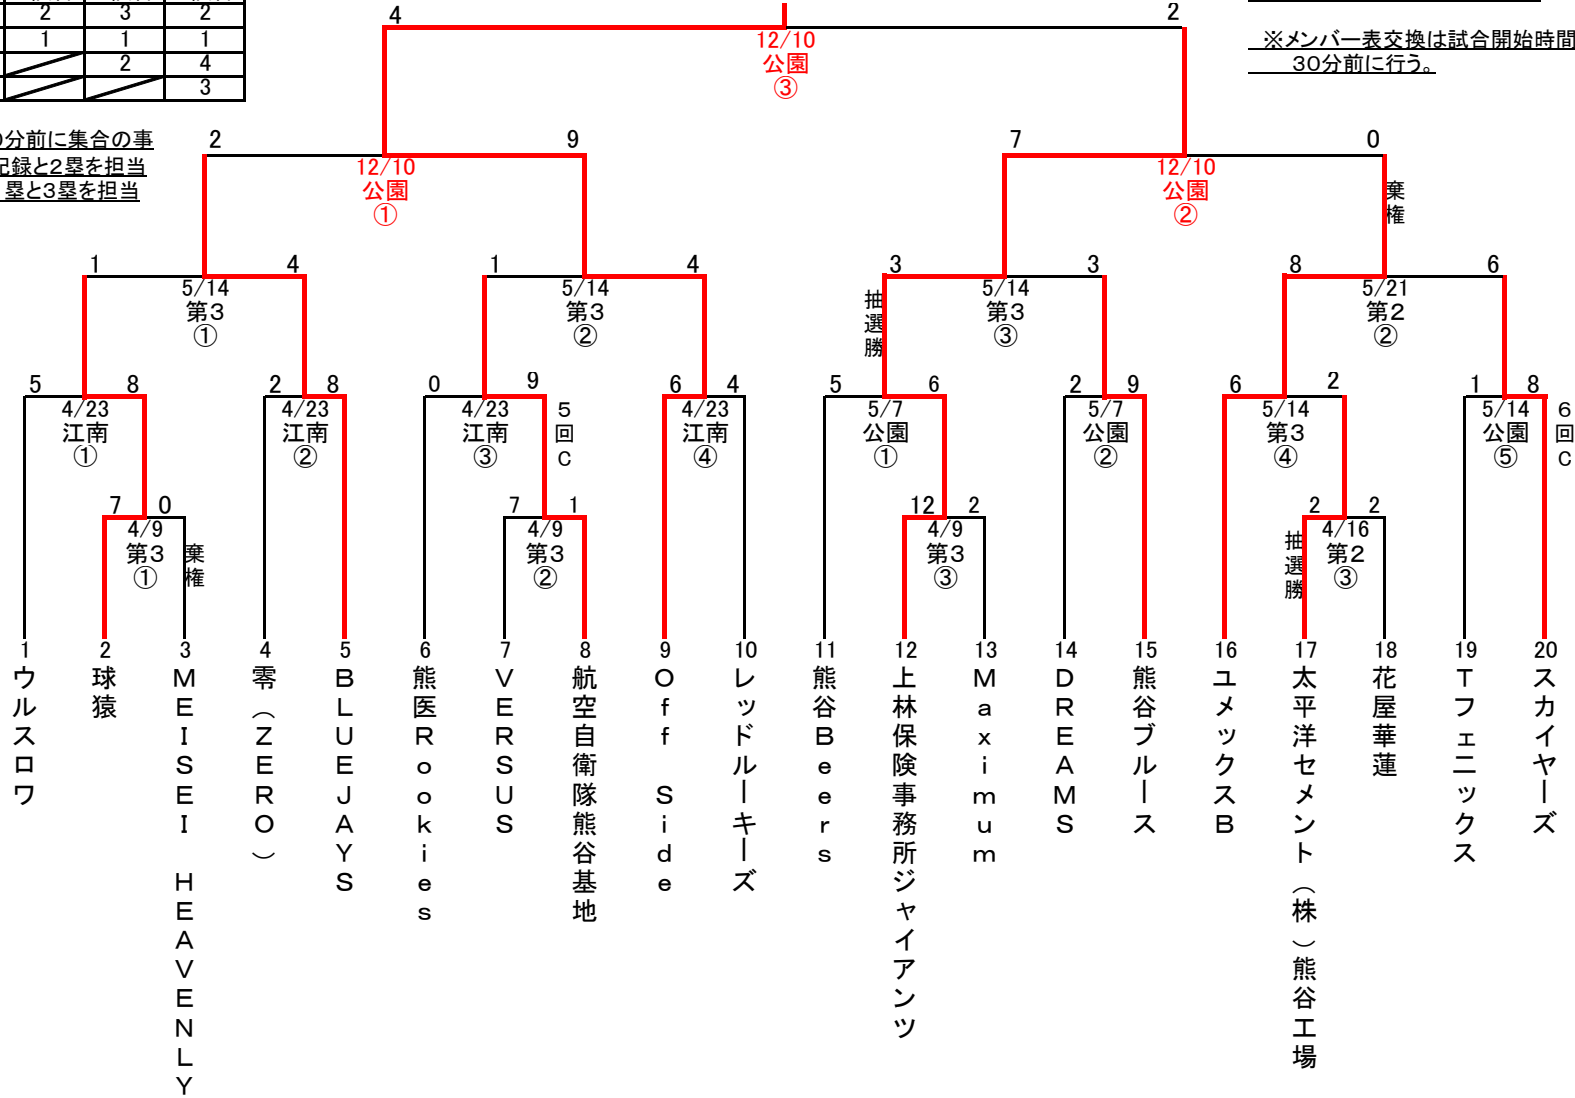 2 3 2
1 1 1
2 4
3
分前に集合の事
記録と2塁を担当
塁と3塁を担当
※メンバー表交換は試合開始時間
30分前に行う。
4 2
12/10
公園
③
2 9
12/10
公園
①
7 0
12/10
公園
②
棄権
1 4
5/14
第3
①
1 4
5/14
第3
②
3 3
5/14
第3
③
抽選勝
8 6
5/21
第2
②
5 8
4/23
江南
①
2 8
4/23
江南
②
0 9
4/23
江南
③
5回C
6 4
4/23
江南
④
5 6
5/7
公園
①
2 9
5/7
公園
②
6 2
5/14
第3
④
1 8
5/14
公園
⑤
6回C
7 0
4/9
第3
①
棄権
7 1
4/9
第3
②
12 2
4/9
第3
③
2 2
4/16
第2
③
抽選勝
1 ウルスロワ
2 球猿
3 MEISEI HEAVENLY
4 零(ZERO)
5 BLUEJAYS
6 熊医Rookies
7 VERSUS
8 航空自衛隊熊谷基地
9 Off Side
10 レッドルーキーズ
11 熊谷Beers
12 上林保険事務所ジャイアンツ
13 Maximum
14 DREAMS
15 熊谷ブルース
16 ユメックスB
17 太平洋セメント(株)熊谷工場
18 花屋華蓮
19 Tフェニックス
20 スカイヤーズ